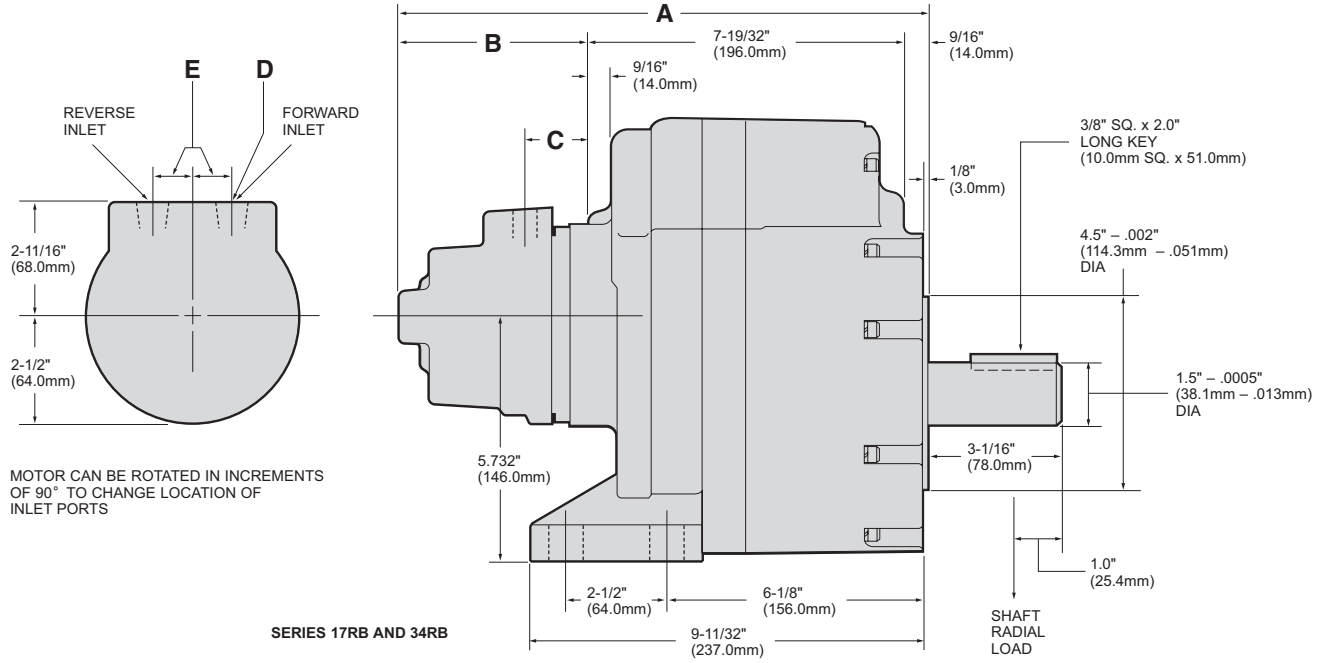 A
B
7-19/32"
(196.0mm)
9/16"
(14.0mm)
9/16"
(14.0mm)
E
D
REVERSE
INLET
FORWARD
INLET
C
3/8" SQ. x 2.0"
LONG KEY
(10.0mm SQ. x 51.0mm)
1/8"
(3.0mm)
4.5" – .002"
(114.3mm – .051mm)
DIA
2-11/16"
(68.0mm)
2-1/2"
(64.0mm)
1.5" – .0005"
(38.1mm – .013mm)
DIA
3-1/16"
(78.0mm)
5.732"
(146.0mm)
MOTOR CAN BE ROTATED IN INCREMENTS
OF 90° TO CHANGE LOCATION OF
INLET PORTS
1.0"
(25.4mm)
2-1/2"
(64.0mm)
6-1/8"
(156.0mm)
SHAFT
RADIAL
LOAD
SERIES 17RB AND 34RB
9-11/32"
(237.0mm)